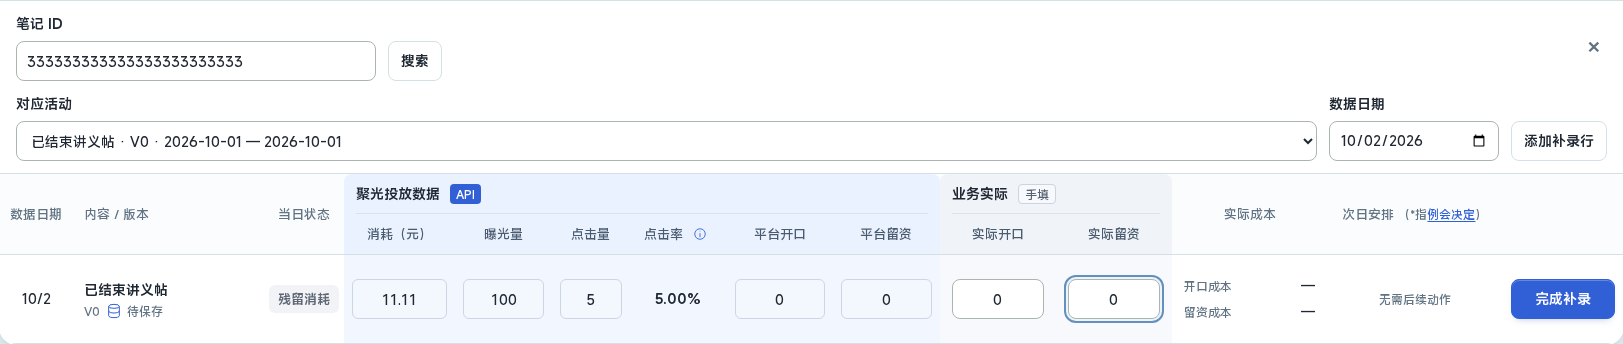 笔记 ID
333333333333333333333333
搜索
×
对应活动
数据日期
已结束讲义帖 · V0 · 2026-10-01 — 2026-10-01
10/02/2026
添加补录行
聚光投放数据 API
业务实际 手填
数据日期
内容 / 版本
当日状态
消耗（元）
曝光量
点击量
点击率
平台开口
平台留资
实际开口
实际留资
实际成本
次日安排 （*指例会决定）
10/2
已结束讲义帖
V0 待保存
残留消耗
11.11
100
5
5.00%
0
0
0
0
开口成本 —
留资成本 —
无需后续动作
完成补录